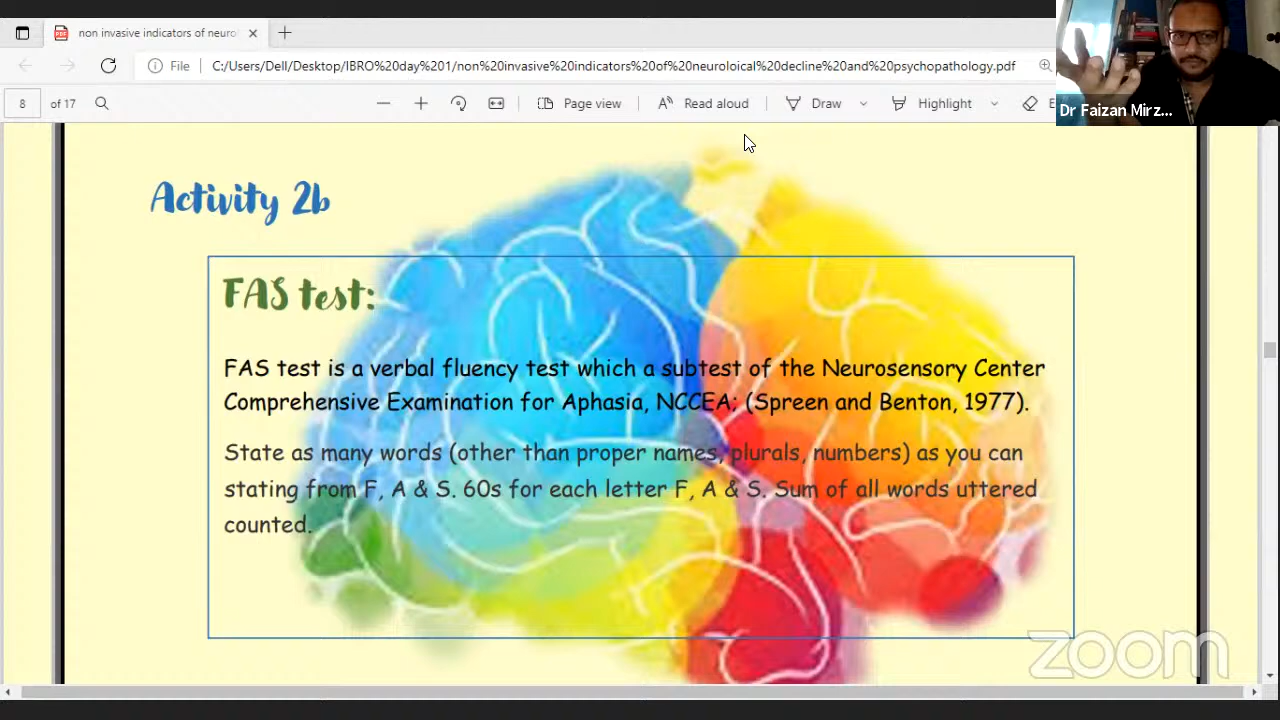 non invasive indicators of neuro
File
C:/Users/Dell/Desktop/IBRO%20day%201/non%20invasive%20indicators%20of%20neuroloical%20decline%20and%20psychopathology.pdf
8 of 17
Page view
Read aloud
Draw
Highlight
E
Dr Faizan Mirz...
Activity 2b
FAS test:
FAS test is a verbal fluency test which a subtest of the Neurosensory Center
Comprehensive Examination for Aphasia, NCCEA; (Spreen and Benton, 1977).
State as many words (other than proper names, plurals, numbers) as you can
stating from F, A & S. 60s for each letter F, A & S. Sum of all words uttered
counted.
zoom